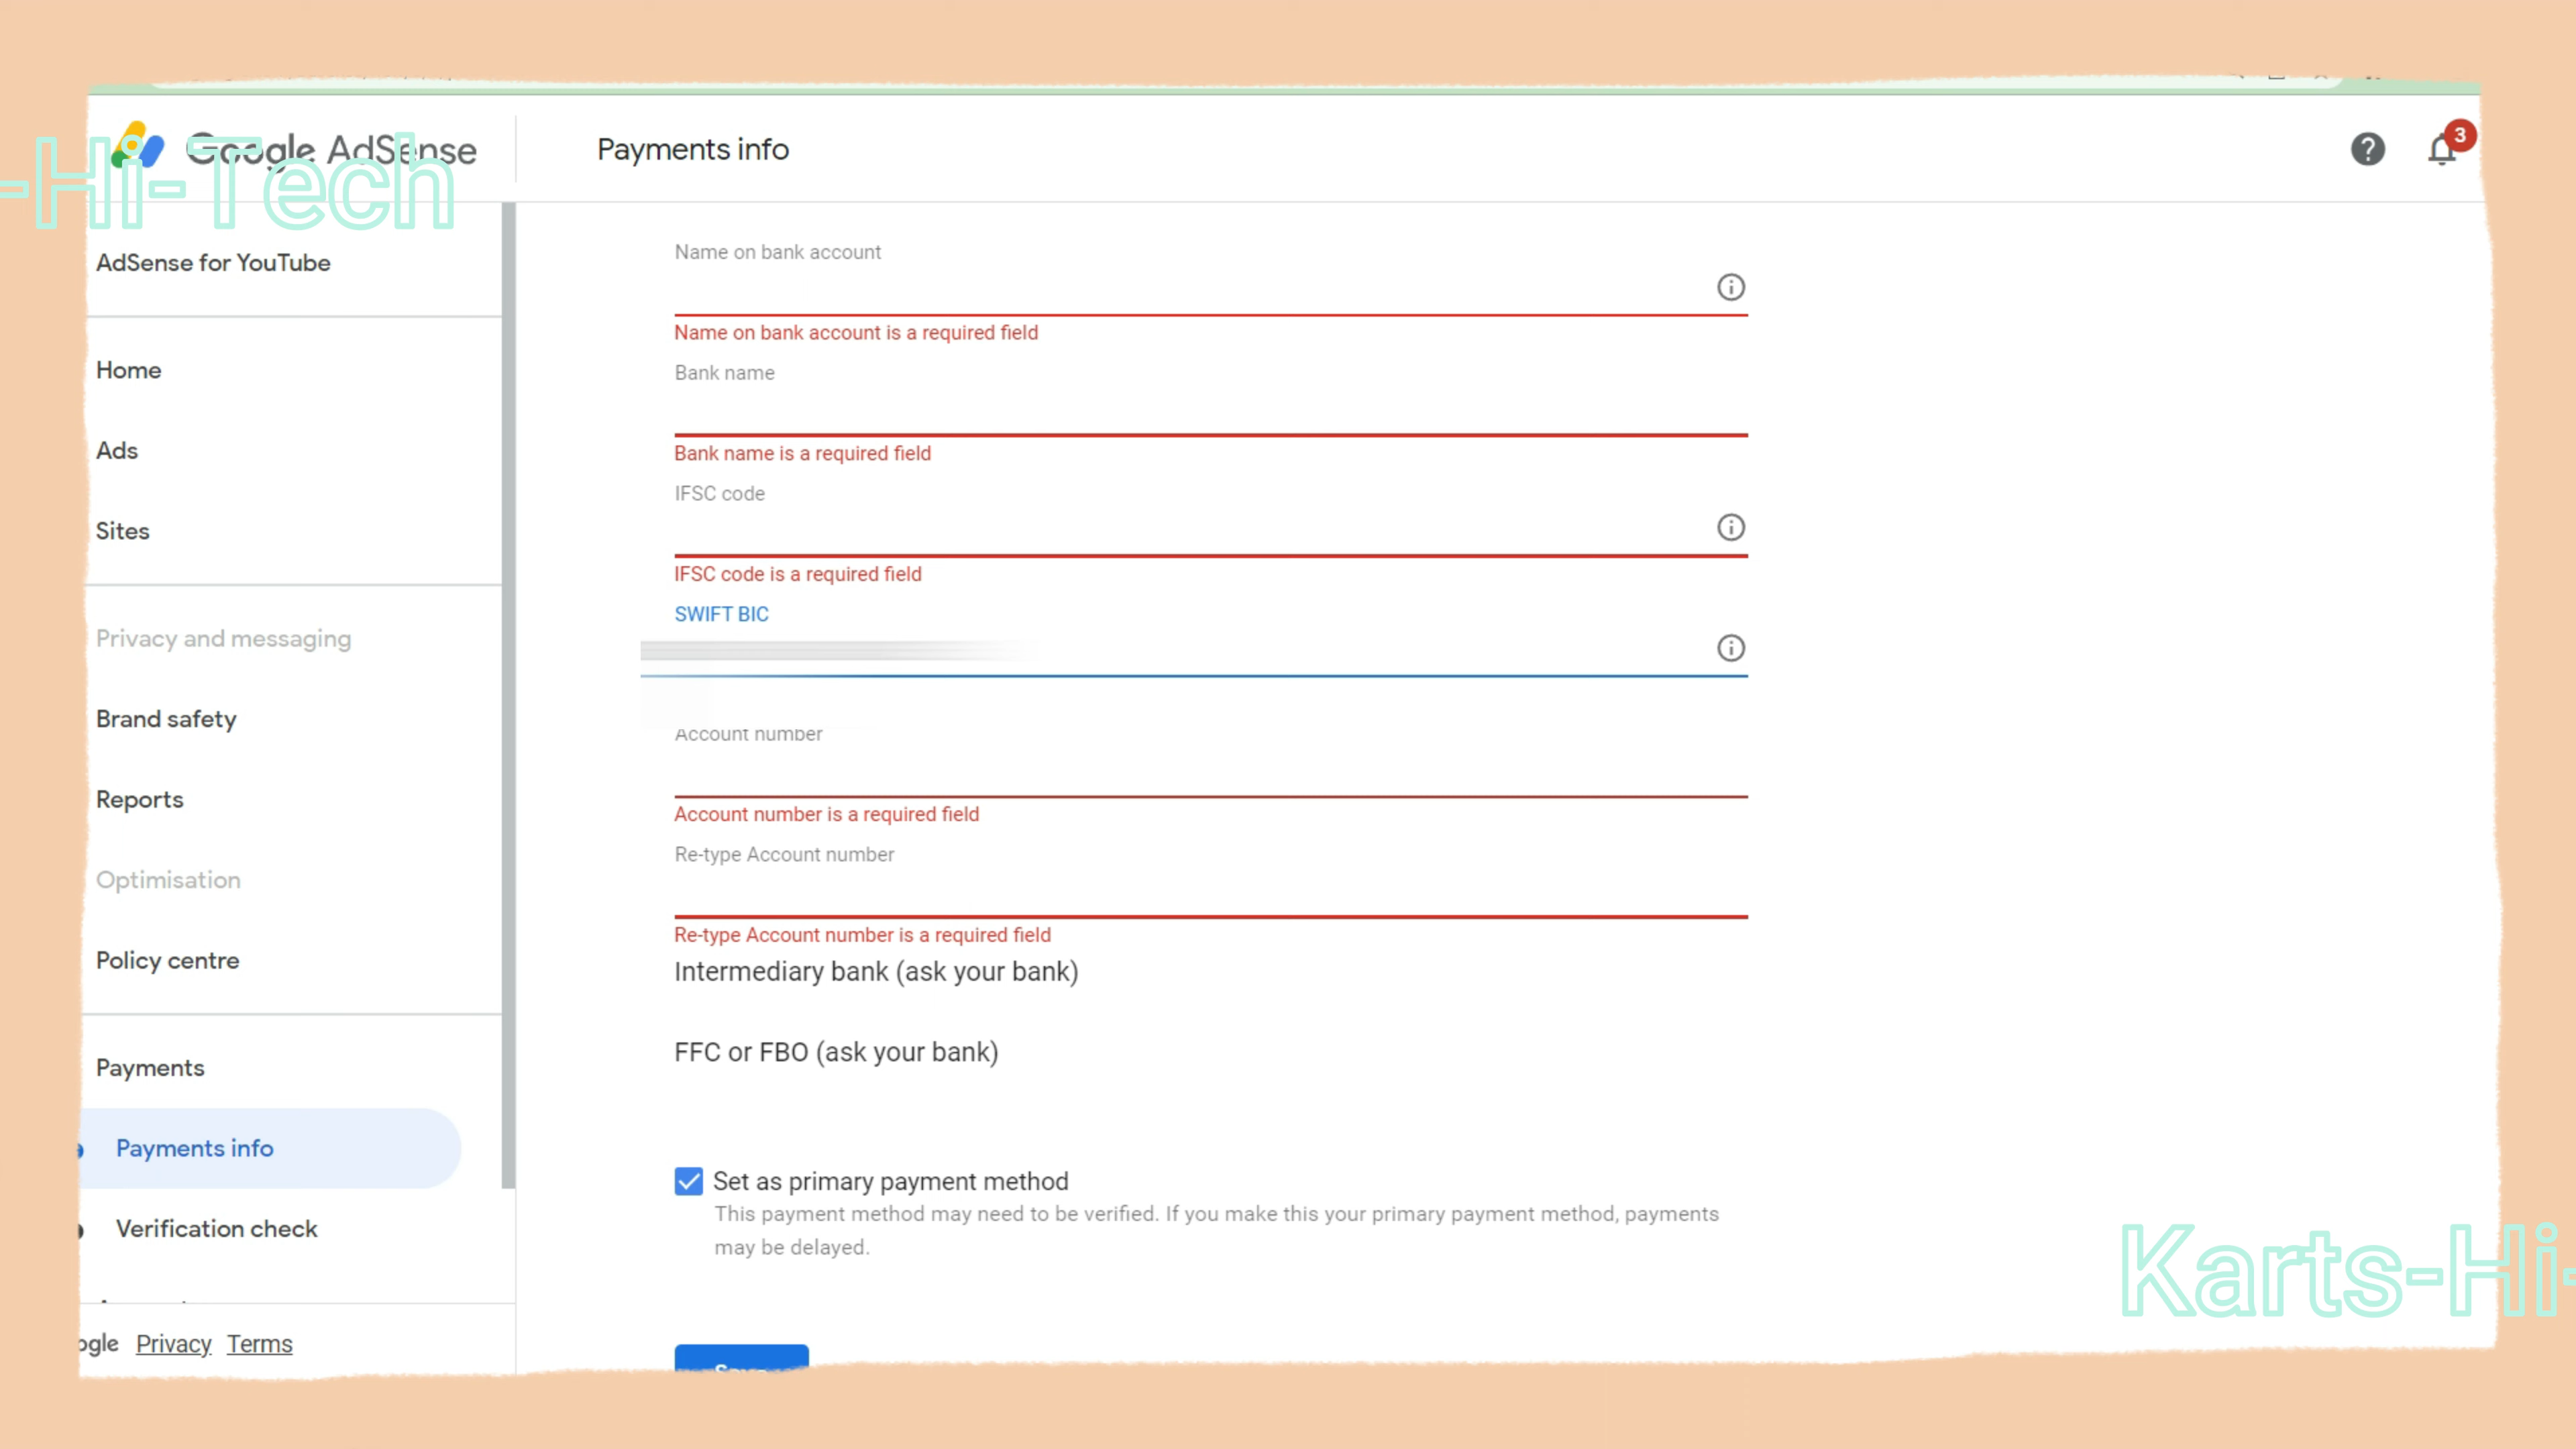 Google AdSense
Payments info
3
-Hi-Tech
AdSense for YouTube
Home
Ads
Sites
Privacy and messaging
Brand safety
Reports
Optimisation
Policy centre
Payments
Payments info
Verification check
Privacy Terms
Name on bank account
Name on bank account is a required field
Bank name
Bank name is a required field
IFSC code
IFSC code is a required field
SWIFT BIC
Account number
Account number is a required field
Re-type Account number
Re-type Account number is a required field
Intermediary bank (ask your bank)
FFC or FBO (ask your bank)
Set as primary payment method
This payment method may need to be verified. If you make this your primary payment method, payments
may be delayed.
Karts-Hi-